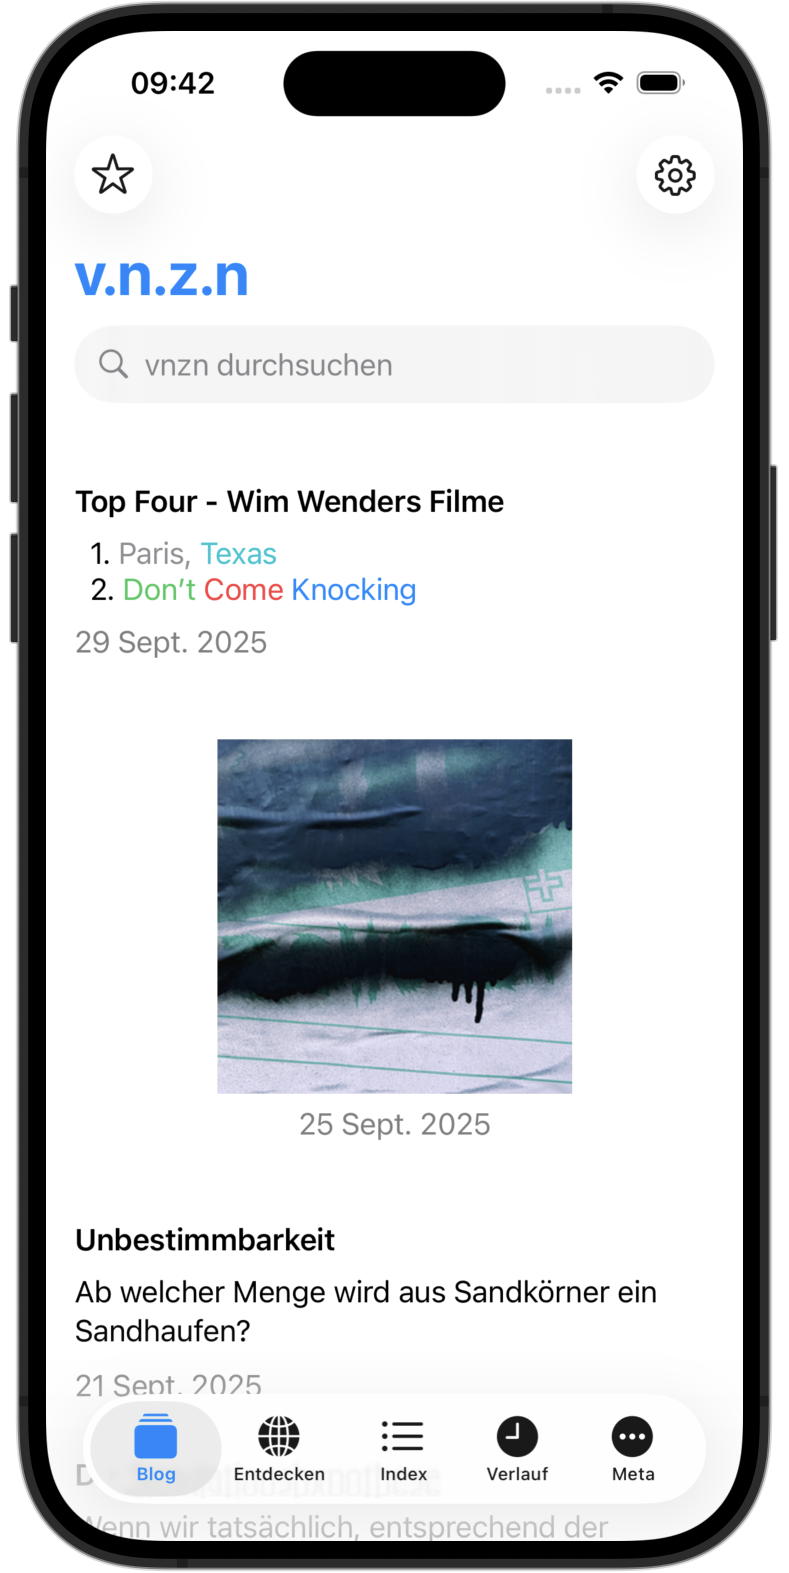 09:42
v.n.z.n
vnzn durchsuchen
Top Four - Wim Wenders Filme
1. Paris, Texas
2. Don’t Come Knocking
29 Sept. 2025
25 Sept. 2025
Unbestimmbarkeit
Ab welcher Menge wird aus Sandkörner ein
Sandhaufen?
21 Sept. 2025
Wenn wir tatsächlich, entsprechend der
Blog
Entdecken
Index
Verlauf
Meta